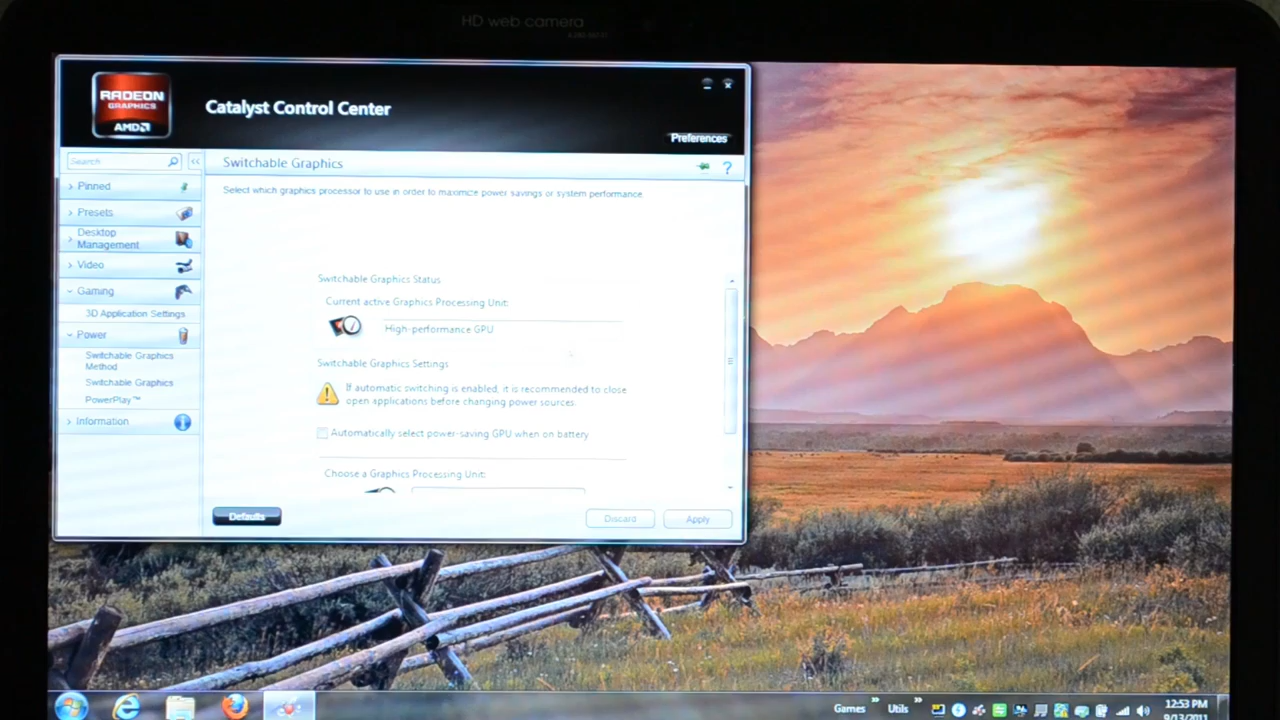 HD web camera
RADEON
GRAPHICS
AMD
Catalyst Control Center
Preferences
Search
<<
Switchable Graphics
?
Pinned
Presets
Desktop
Management
Video
Gaming
3D Application Settings
Power
Switchable Graphics
Method
Switchable Graphics
PowerPlay™
Information
Select which graphics processor to use in order to maximize power savings or system performance.
Switchable Graphics Status
Current active Graphics Processing Unit:
High-performance GPU
Switchable Graphics Settings
If automatic switching is enabled, it is recommended to close
open applications before changing power sources.
Automatically select power-saving GPU when on battery
Choose a Graphics Processing Unit:
Defaults
Discard
Apply
Games
Utils
12:53 PM
9/13/2011